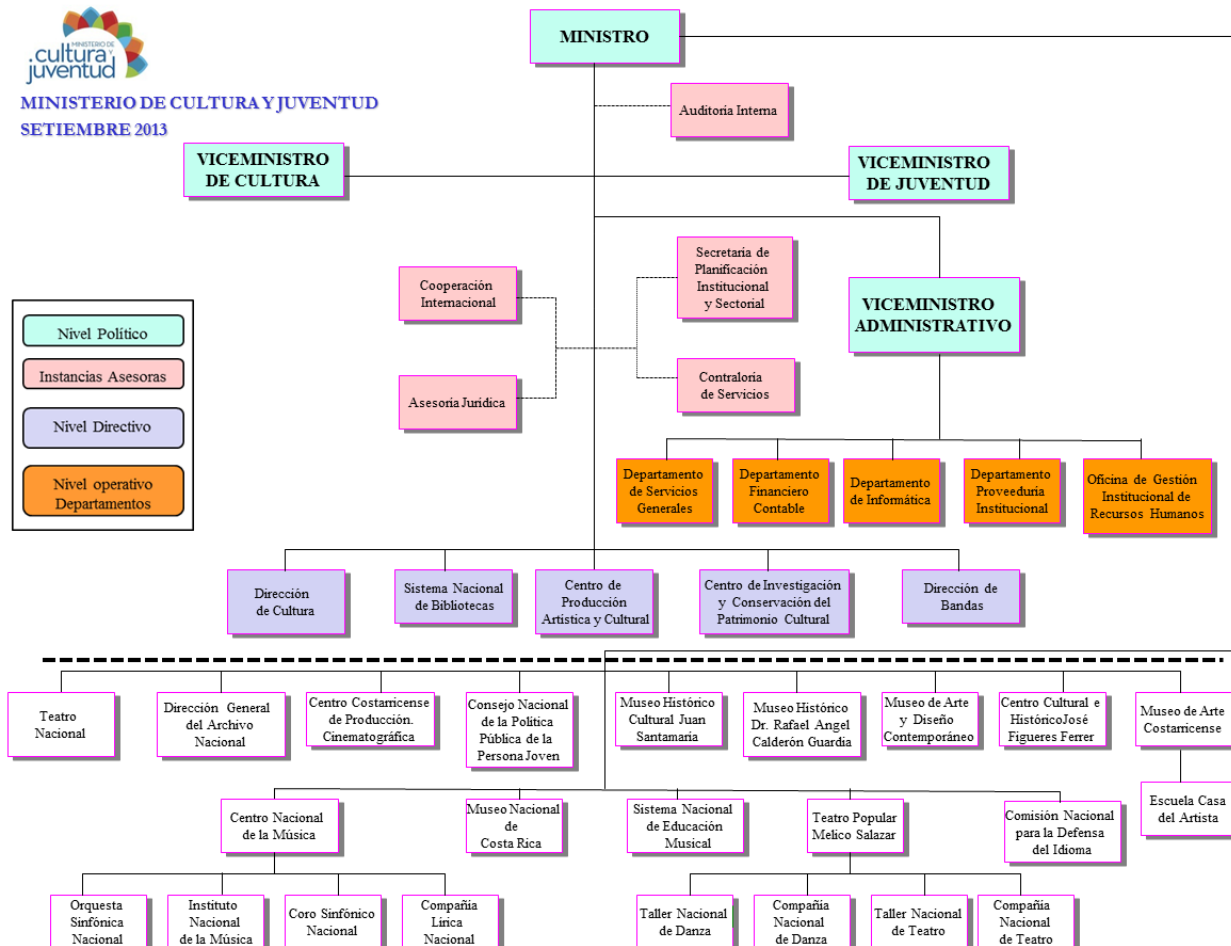 MINISTERIO DE
cultura
Y
juventud
MINISTERIO DE CULTURA Y JUVENTUD
SETIEMBRE 2013
MINISTRO
Auditoría Interna
VICEMINISTRO
DE CULTURA
VICEMINISTRO
DE JUVENTUD
Cooperación
Internacional
Secretaría de
Planificación
Institucional
y Sectorial
VICEMINISTRO
ADMINISTRATIVO
Asesoría Jurídica
Contraloría
de Servicios
Nivel Político
Instancias Asesoras
Nivel Directivo
Nivel operativo
Departamentos
Departamento
de Servicios
Generales
Departamento
Financiero
Contable
Departamento
de Informática
Departamento
Proveeduría
Institucional
Oficina de Gestión
Institucional de
Recursos Humanos
Dirección
de Cultura
Sistema Nacional
de Bibliotecas
Centro de
Producción
Artística y Cultural
Centro de Investigación
y Conservación del
Patrimonio Cultural
Dirección de
Bandas
Teatro
Nacional
Dirección General
del Archivo
Nacional
Centro Costarricense
de Producción.
Cinematográfica
Consejo Nacional
de la Política
Pública de la
Persona Joven
Museo Histórico
Cultural Juan
Santamaría
Museo Histórico
Dr. Rafael Angel
Calderón Guardia
Museo de Arte
y Diseño
Contemporáneo
Centro Cultural e
HistóricoJosé
Figueres Ferrer
Museo de Arte
Costarricense
Escuela Casa
del Artista
Centro Nacional
de la Música
Museo Nacional
de
Costa Rica
Sistema Nacional
de Educación
Musical
Teatro Popular
Melico Salazar
Comisión Nacional
para la Defensa
del Idioma
Orquesta
Sinfónica
Nacional
Instituto
Nacional
de la Música
Coro Sinfónico
Nacional
Compañía
Lírica
Nacional
Taller Nacional
de Danza
Compañía
Nacional
de Danza
Taller Nacional
de Teatro
Compañía
Nacional
de Teatro